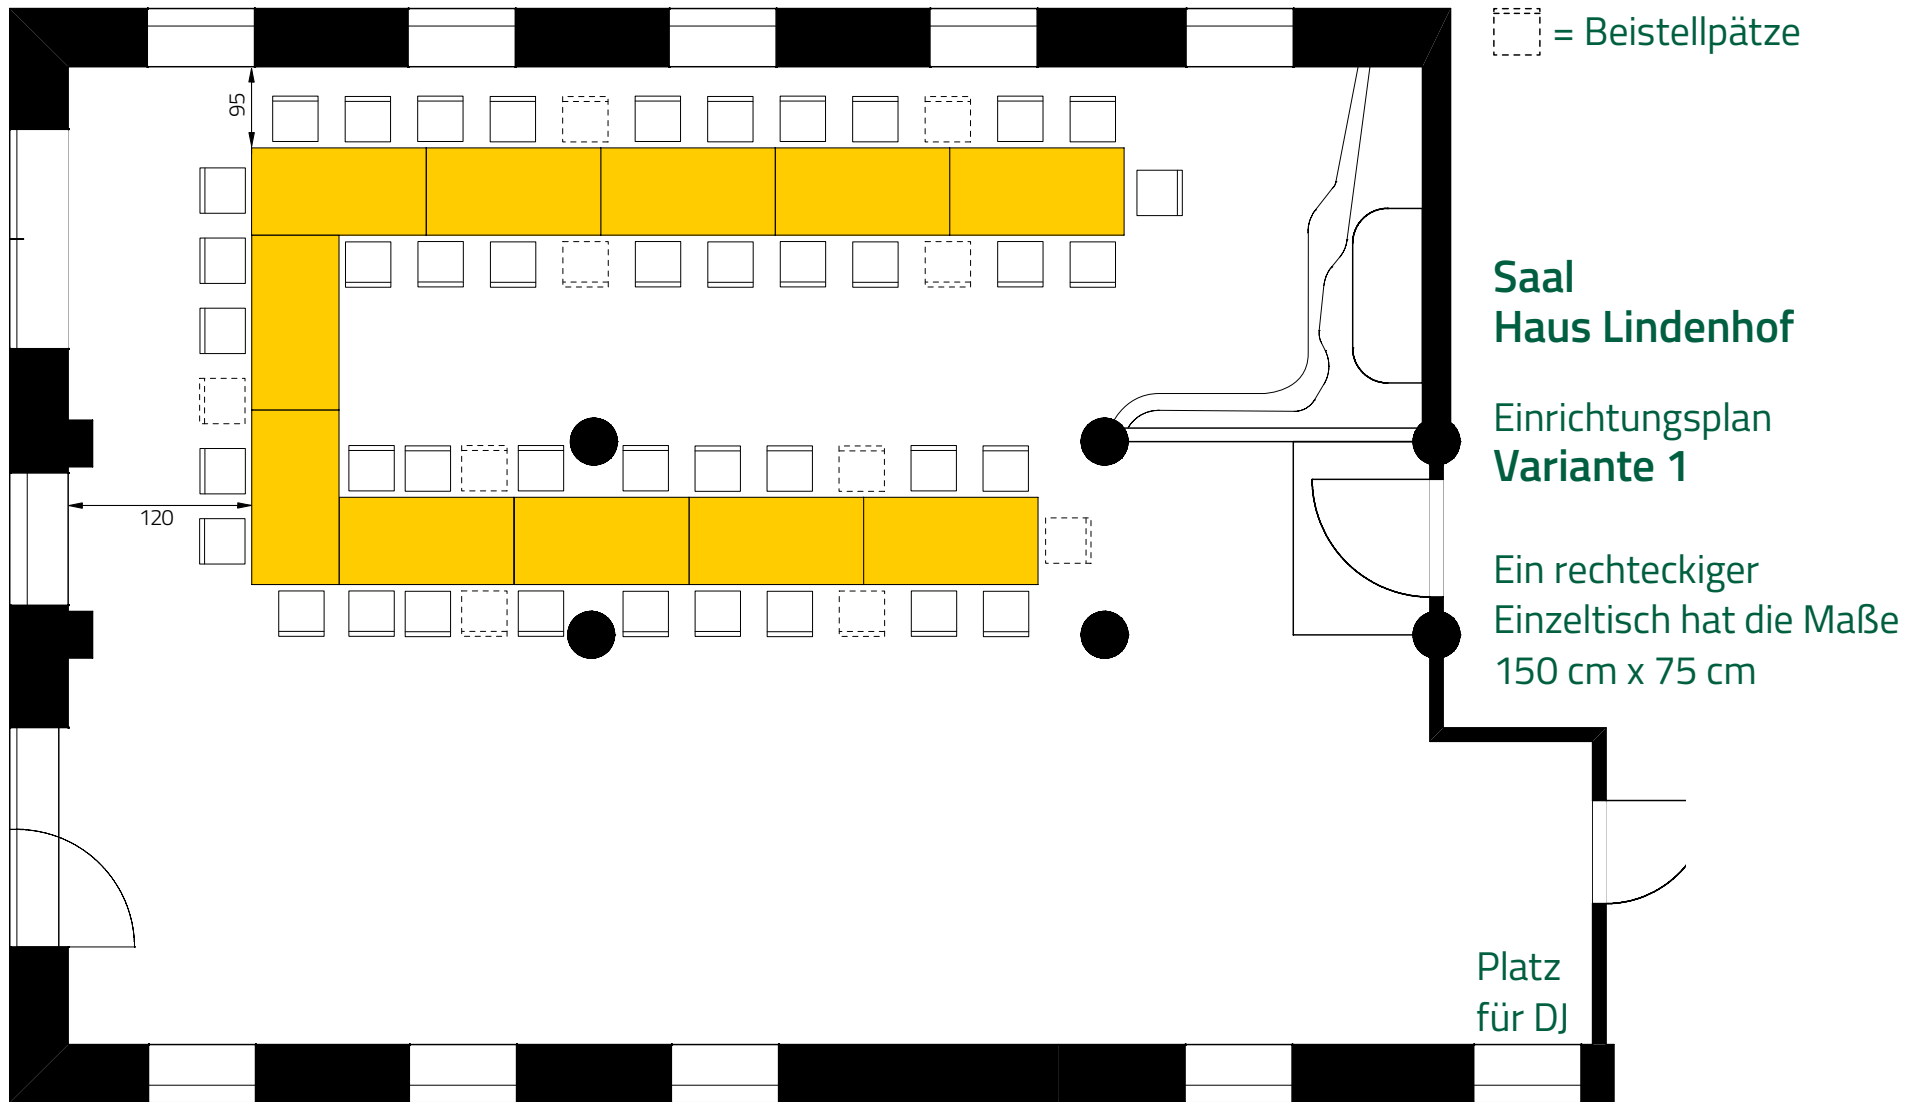 = Beistellpätze
95
Saal
Haus Lindenhof
Einrichtungsplan
Variante 1
120
Ein rechteckiger
Einzeltisch hat die Maße
150 cm x 75 cm
Platz
für DJ